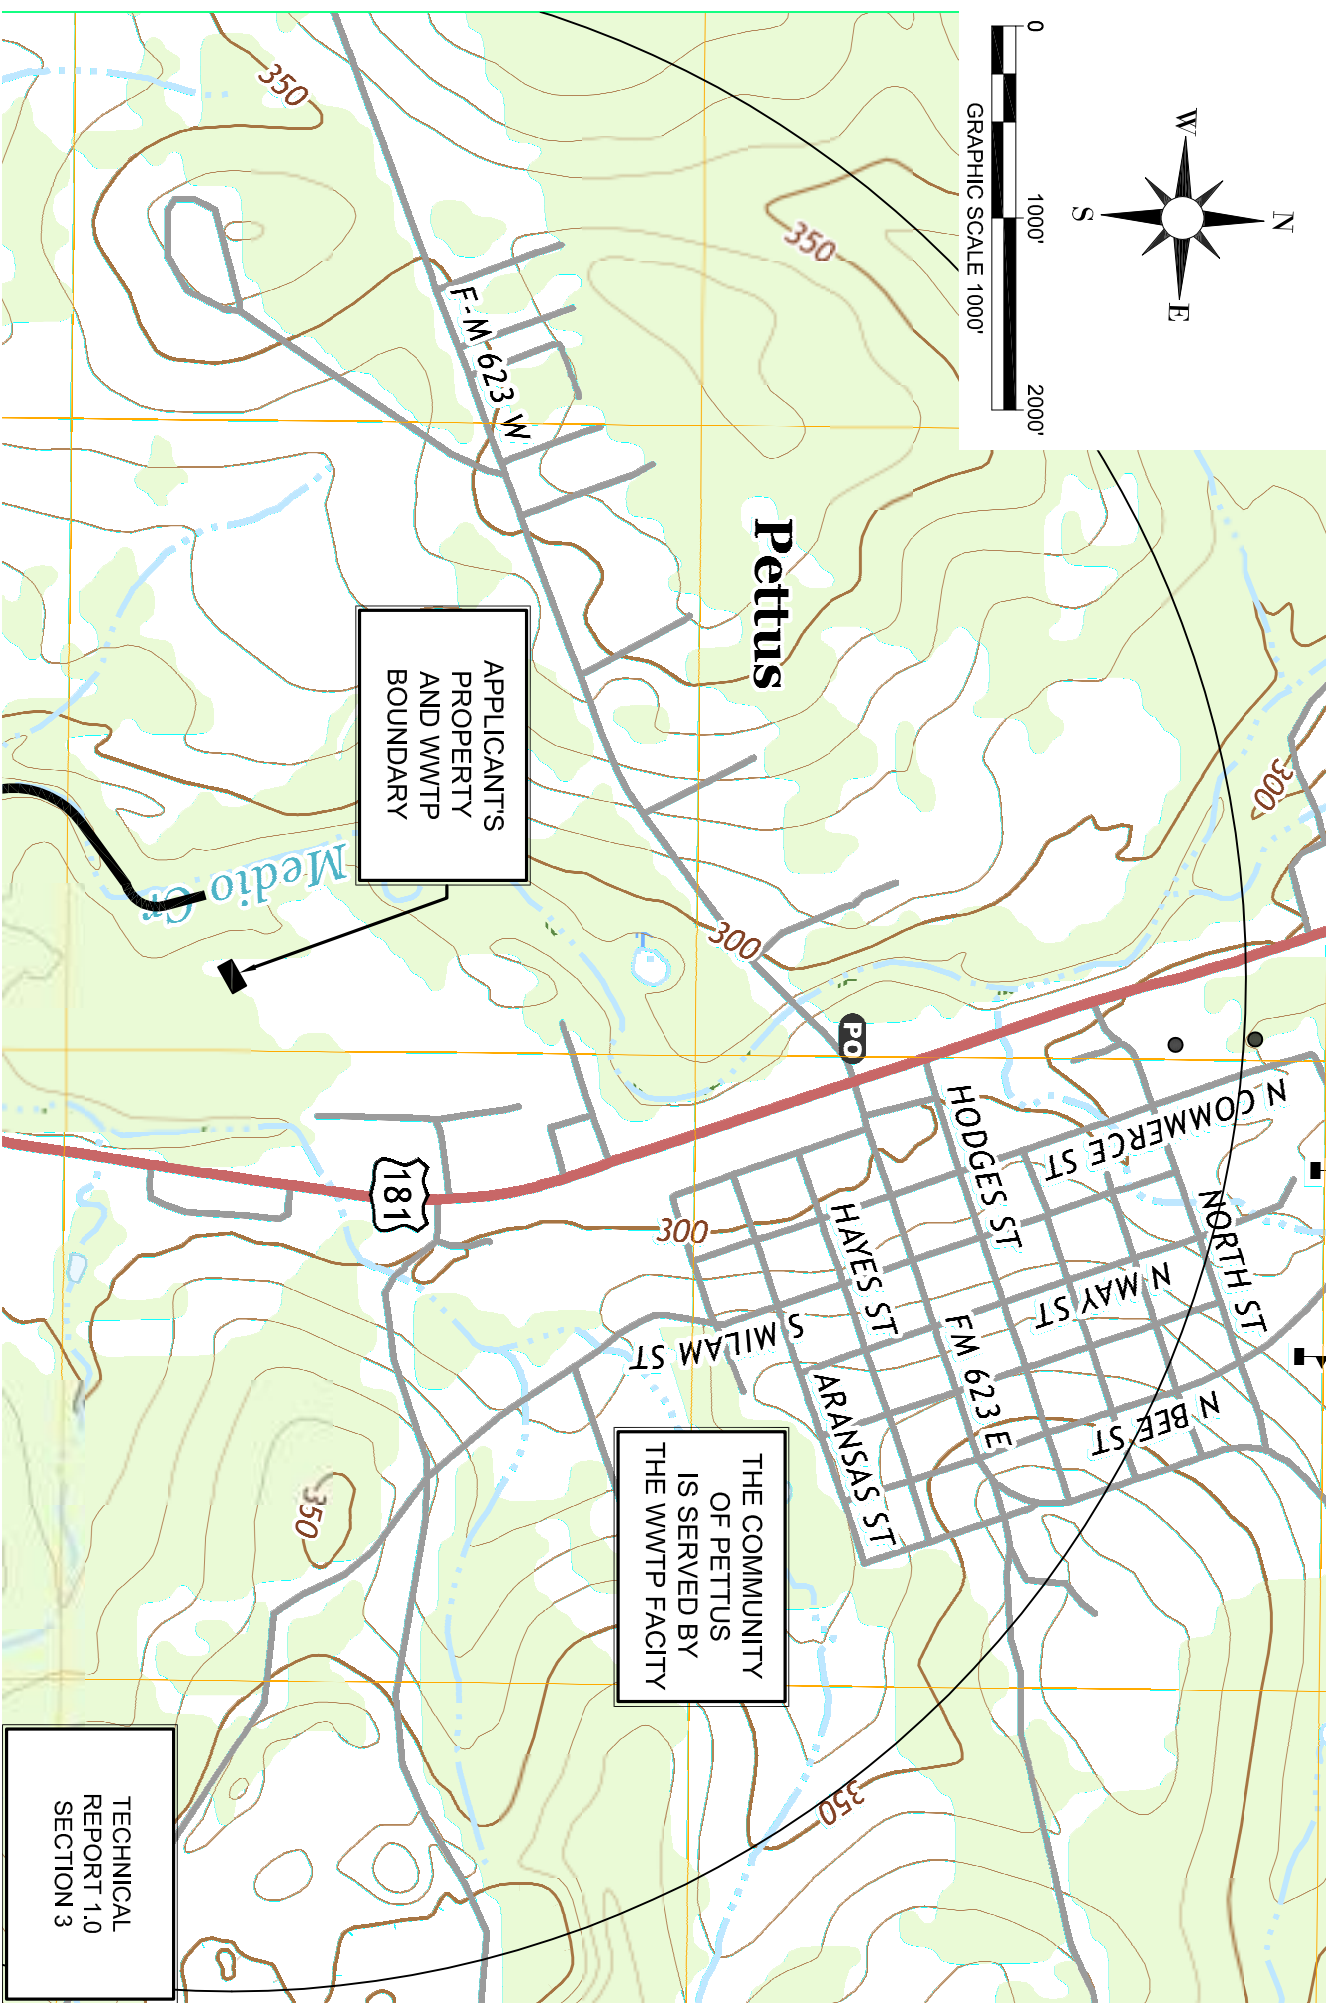 N
W
E
S
0
1000'
2000'
GRAPHIC SCALE 1000'
350
350
F-M 623 W
Pettus
300
300
PO
N COMMERCE ST
HODGES ST
NORTH ST
N MAY ST
HAYES ST
FM 623 E
N BEE ST
S MILAM ST
ARANSAS ST
300
181
Medio Cr
350
350
APPLICANT'S
PROPERTY
AND WWTP
BOUNDARY
THE COMMUNITY
OF PETTUS
IS SERVED BY
THE WWTP FACITY
TECHNICAL
REPORT 1.0
SECTION 3